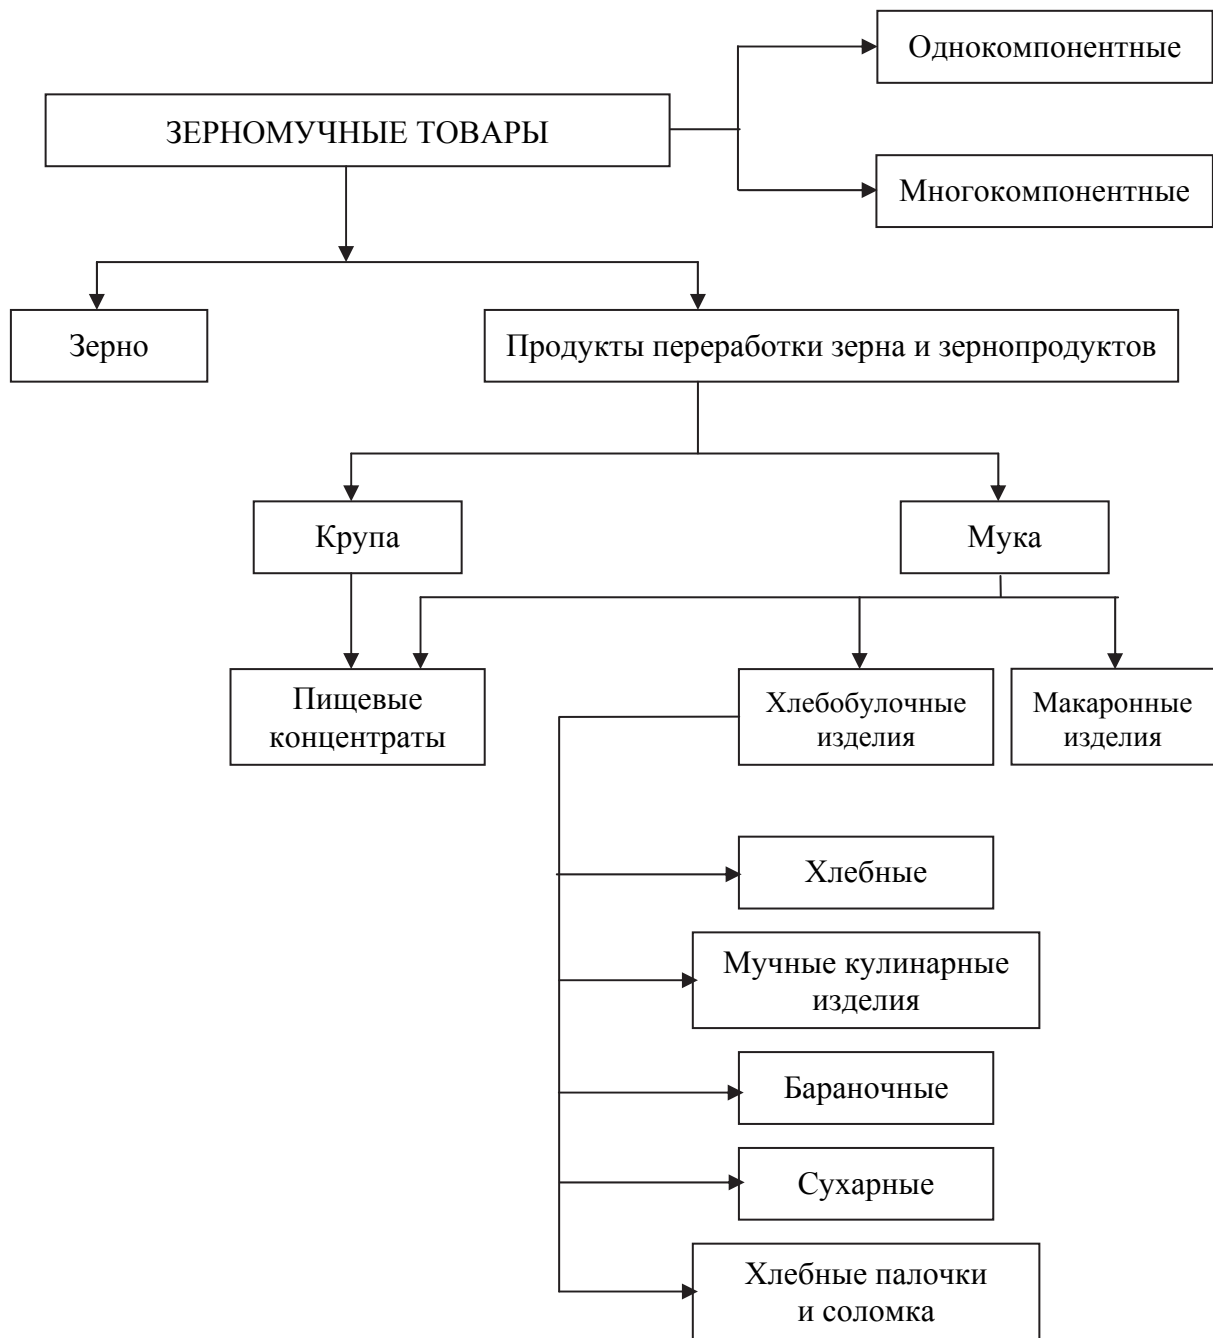 Однокомпонентные
ЗЕРНОМУЧНЫЕ ТОВАРЫ
Многокомпонентные
Зерно
Продукты переработки зерна и зернопродуктов
Крупа
Мука
Пищевые
концентраты
Хлебобулочные
изделия
Макаронные
изделия
Хлебные
Мучные кулинарные
изделия
Бараночные
Сухарные
Хлебные палочки
и соломка